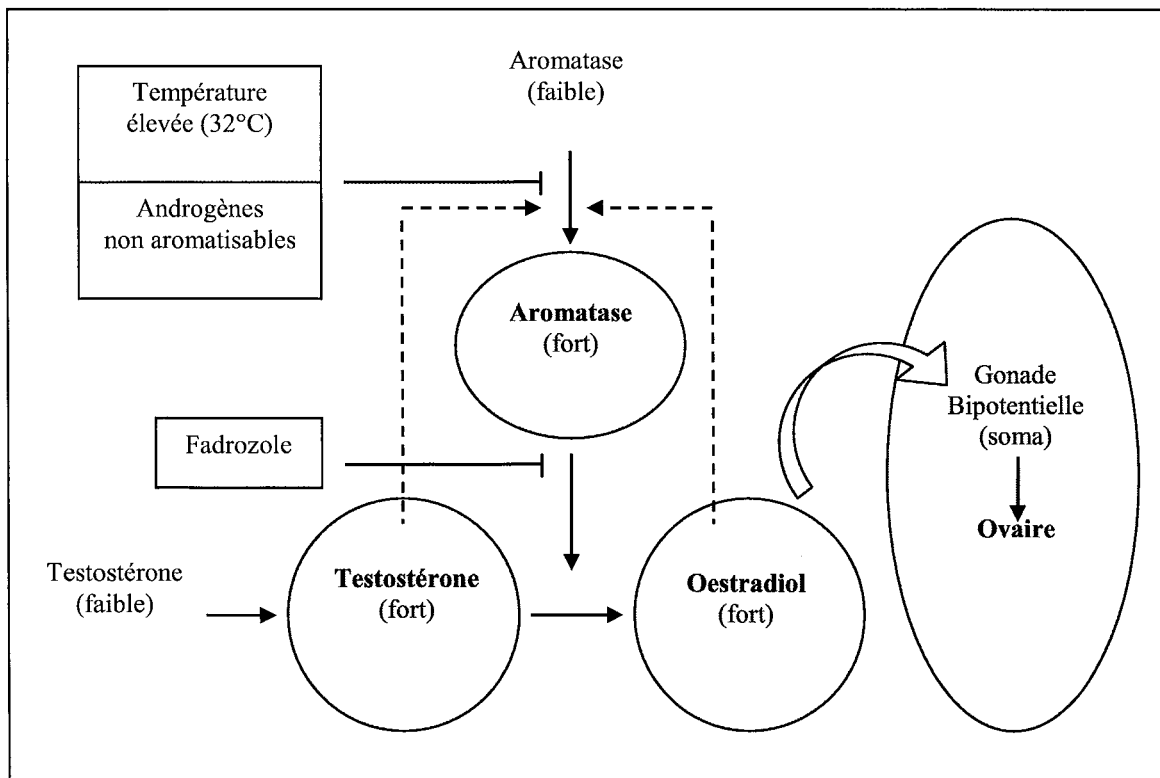 Température
élevée (32°C)
Androgènes
non aromatisables
Aromatase
(faible)
Aromatase
(fort)
Fadrozole
Testostérone
(faible)
Testostérone
(fort)
Oestradiol
(fort)
Gonade
Bipotentielle
(soma)
Ovaire